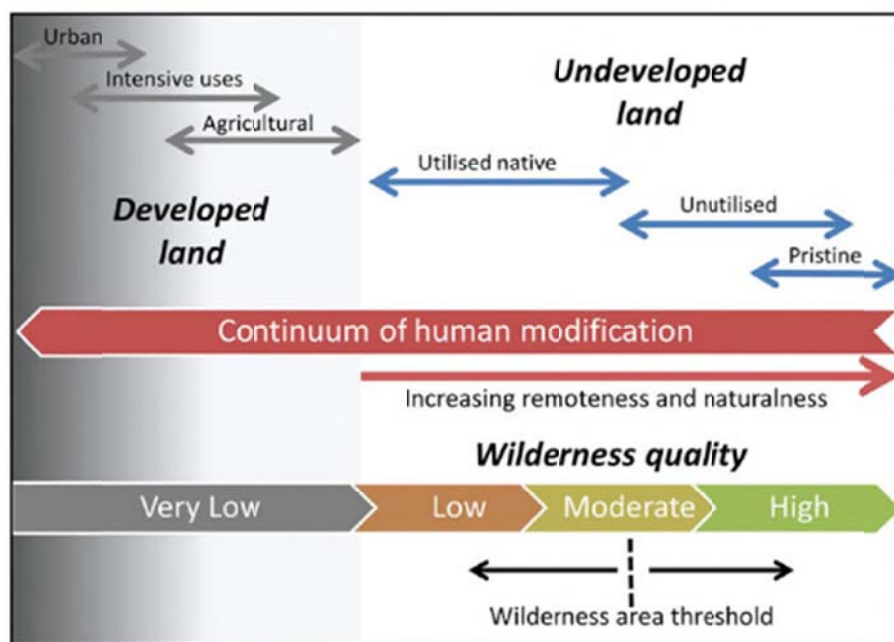 Urban
Intensive uses
Agricultural
Undeveloped
land
Utilised native
Unutilised
Pristine
Developed
land
Continuum of human modification
Increasing remoteness and naturalness
Wilderness quality
Very Low
Low
Moderate
High
Wilderness area threshold